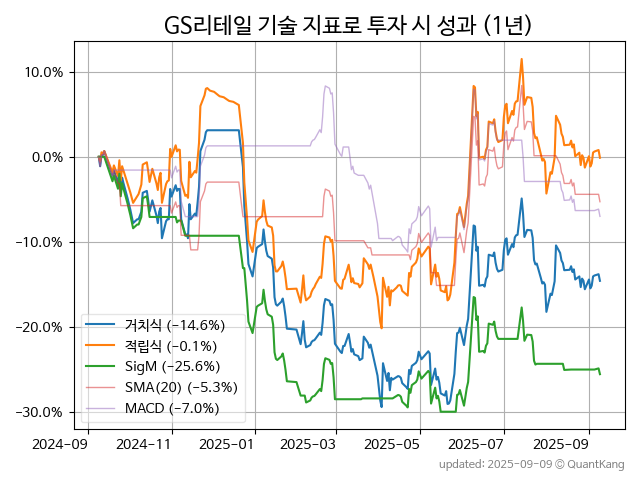 GS리테일 기술 지표로 투자 시 성과 (1년)
10.0%
0.0%
−10.0%
−20.0%
−30.0%
거치식 (−14.6%)
적립식 (−0.1%)
SigM (−25.6%)
SMA(20) (−5.3%)
MACD (−7.0%)
2024-09 2024-11 2025-01 2025-03 2025-05 2025-07 2025-09
updated: 2025-09-09 © QuantKang